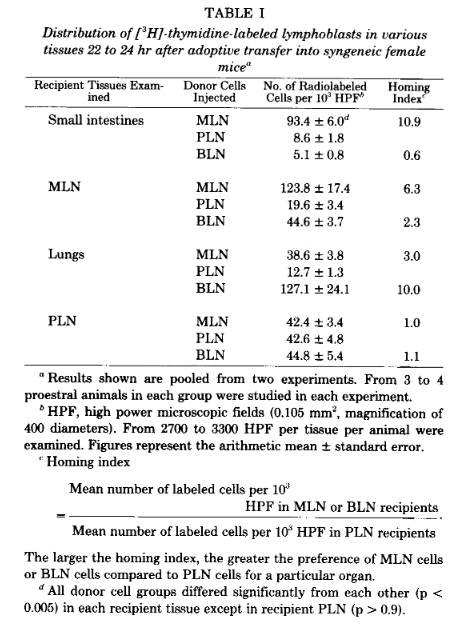 TABLE I
Distribution of [³H]-thymidine-labeled lymphoblasts in various
tissues 22 to 24 hr after adoptive transfer into syngeneic female
miceᵃ
Recipient Tissues Exam-
ined
Donor Cells
Injected
No. of Radiolabeled
Cells per 10³ HPFᵇ
Homing
Indexᶜ
Small intestines MLN 93.4 ± 6.0ᵈ 10.9
PLN 8.6 ± 1.8
BLN 5.1 ± 0.8 0.6
MLN MLN 123.8 ± 17.4 6.3
PLN 19.6 ± 3.4
BLN 44.6 ± 3.7 2.3
Lungs MLN 38.6 ± 3.8 3.0
PLN 12.7 ± 1.3
BLN 127.1 ± 24.1 10.0
PLN MLN 42.4 ± 3.4 1.0
PLN 42.6 ± 4.8
BLN 44.8 ± 5.4 1.1
ᵃ Results shown are pooled from two experiments. From 3 to 4
proestral animals in each group were studied in each experiment.
ᵇ HPF, high power microscopic fields (0.105 mm², magnification of
400 diameters). From 2700 to 3300 HPF per tissue per animal were
examined. Figures represent the arithmetic mean ± standard error.
ᶜ Homing index
Mean number of labeled cells per 10³
HPF in MLN or BLN recipients
=
Mean number of labeled cells per 10³ HPF in PLN recipients
The larger the homing index, the greater the preference of MLN cells
or BLN cells compared to PLN cells for a particular organ.
ᵈ All donor cell groups differed significantly from each other (p <
0.005) in each recipient tissue except in recipient PLN (p > 0.9).